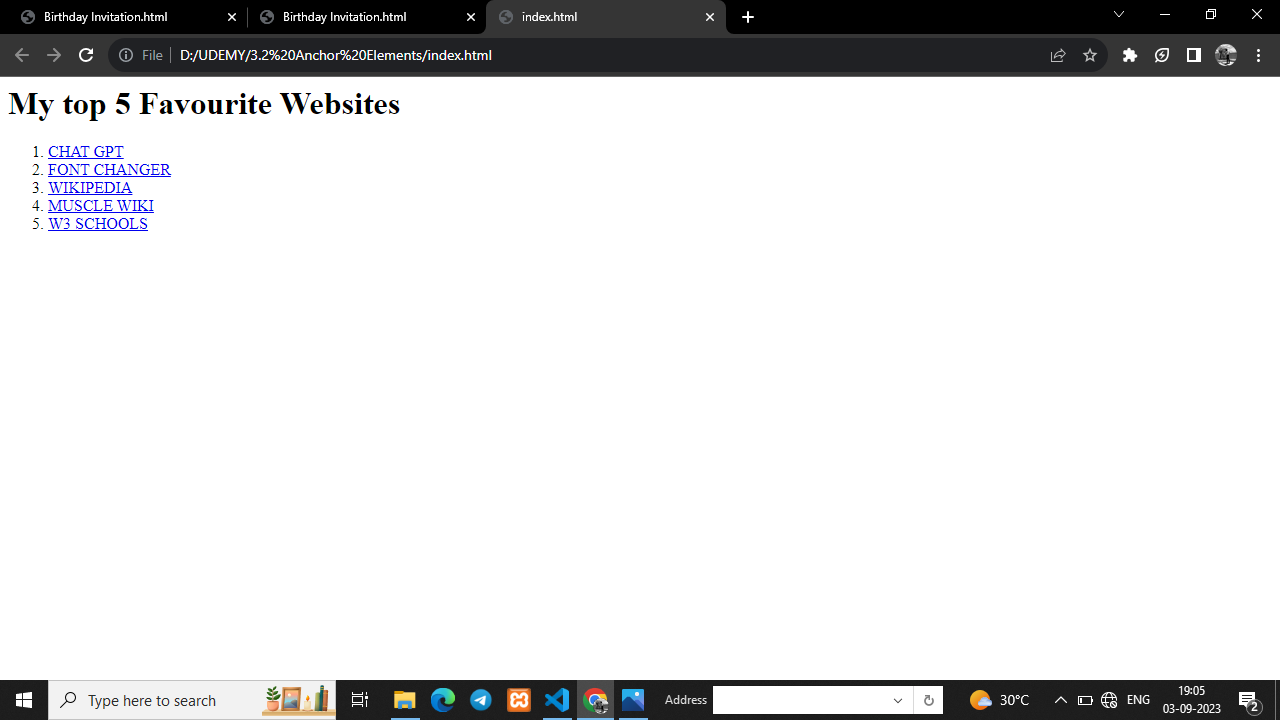 Birthday Invitation.html
Birthday Invitation.html
index.html
File
D:/UDEMY/3.2%20Anchor%20Elements/index.html
My top 5 Favourite Websites
1. CHAT GPT
2. FONT CHANGER
3. WIKIPEDIA
4. MUSCLE WIKI
5. W3 SCHOOLS
Type here to search
Address
30°C
ENG
19:05
03-09-2023
2